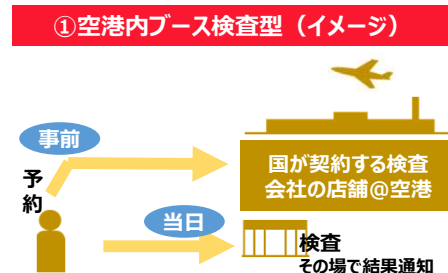 ①空港内ブース検査型（イメージ）
事前
予約
国が契約する検査
会社の店舗@空港
当日
検査
その場で結果通知